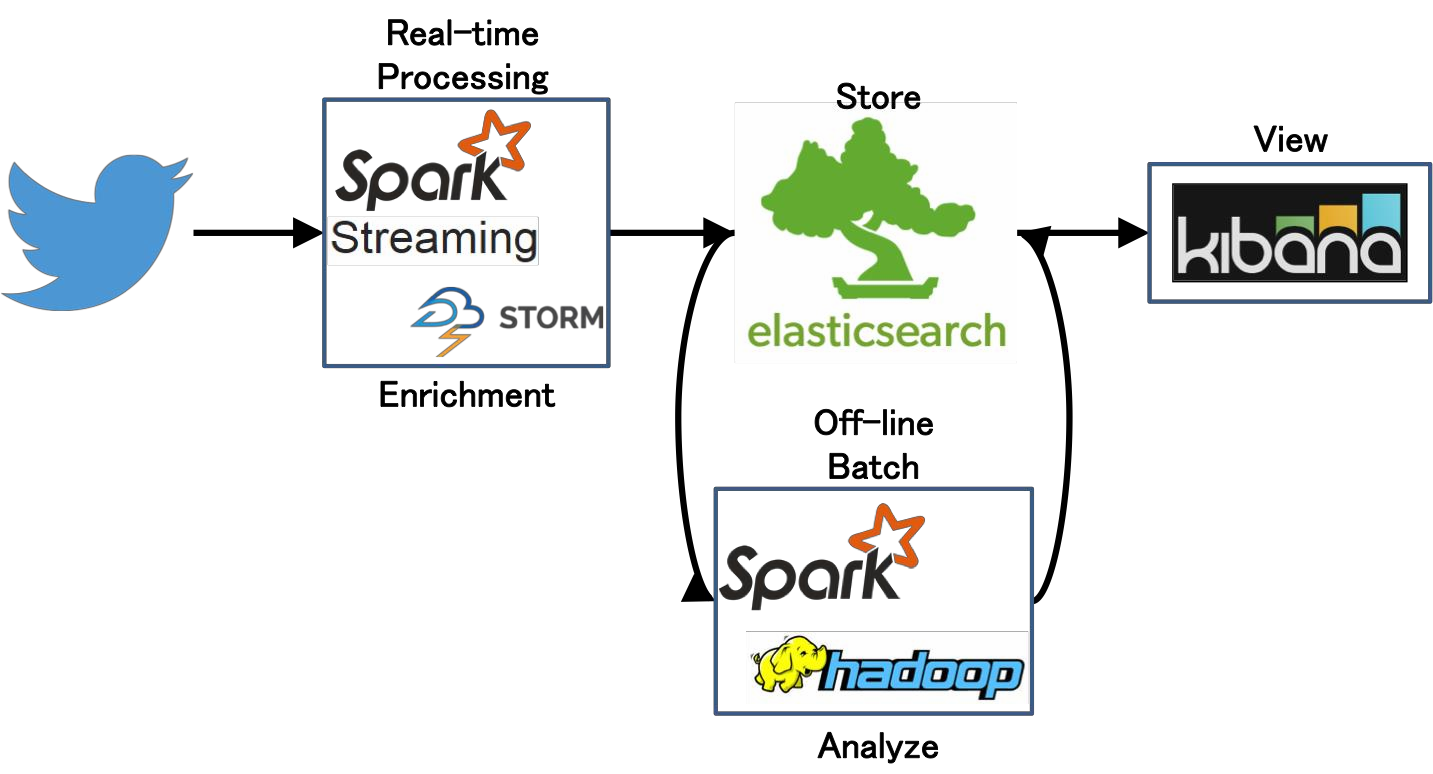 Real-time
Processing
Spark
Streaming
STORM
Enrichment
Store
elasticsearch
View
kibana
Off-line
Batch
Spark
hadoop
Analyze